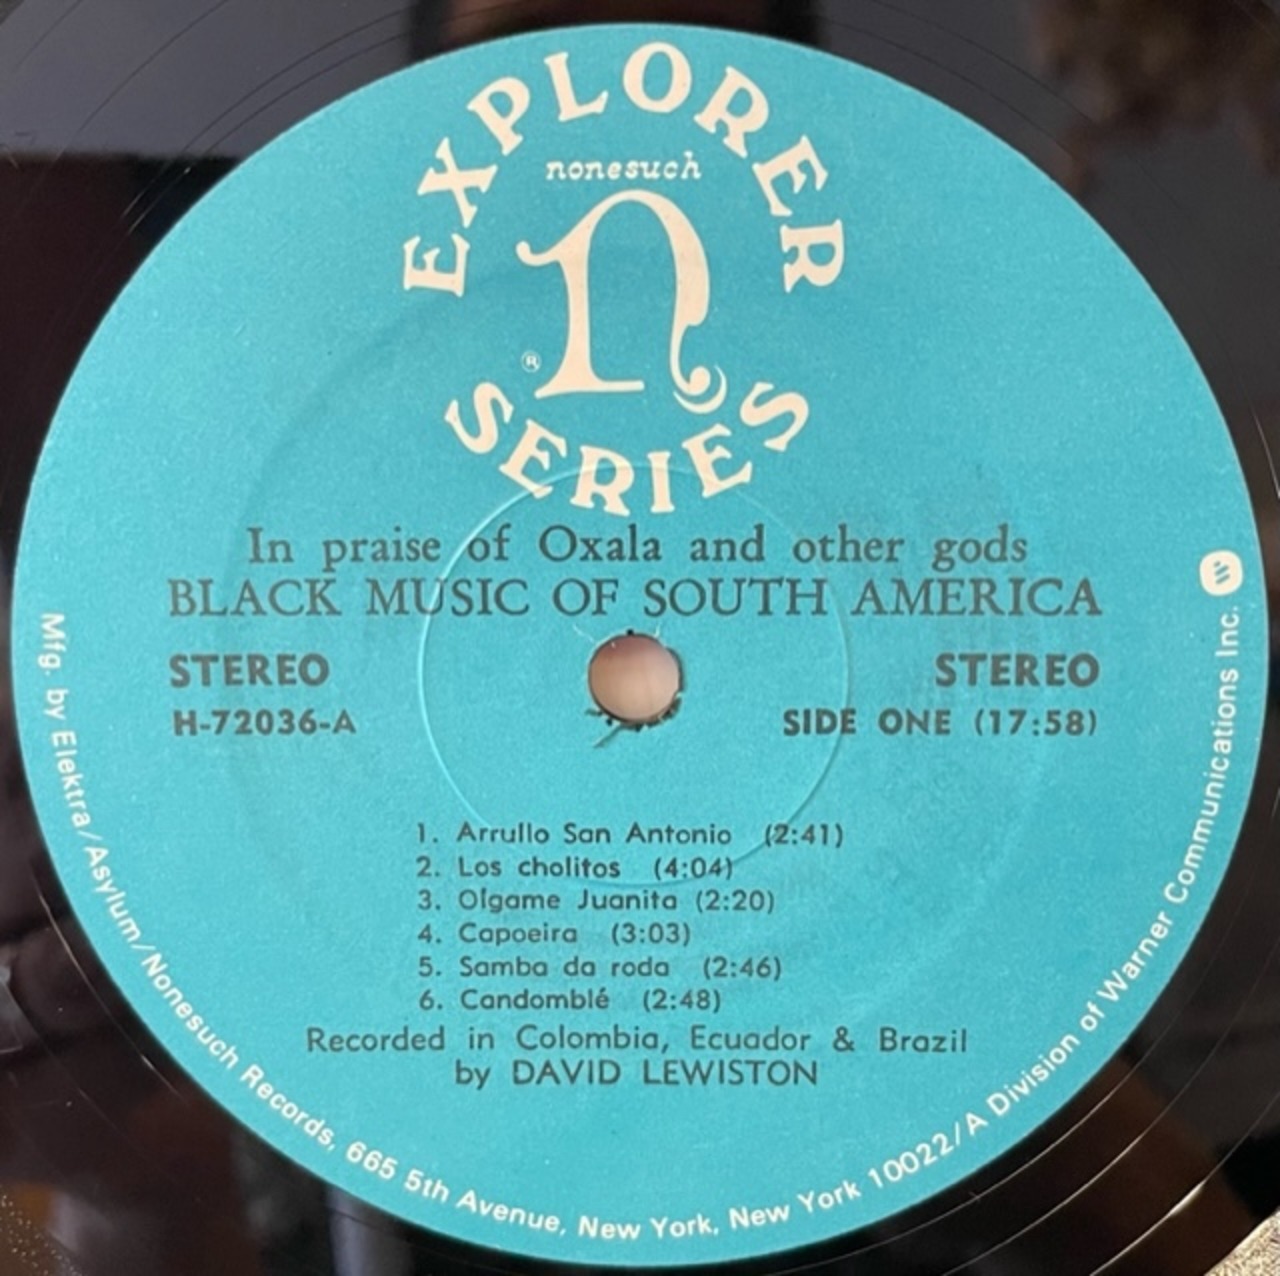 EXPLORER
nonesuch
n
®
SERIES
In praise of Oxala and other gods
BLACK MUSIC OF SOUTH AMERICA
STEREO STEREO
H-72036-A SIDE ONE (17:58)
1. Arrullo San Antonio (2:41)
2. Los cholitos (4:04)
3. Oígame Juanita (2:20)
4. Capoeira (3:03)
5. Samba da roda (2:46)
6. Candomblé (2:48)
Recorded in Colombia, Ecuador & Brazil
by DAVID LEWISTON
Mfg. by Elektra/Asylum/Nonesuch Records, 665 5th Avenue, New York, New York 10022/A Division of Warner Communications Inc.